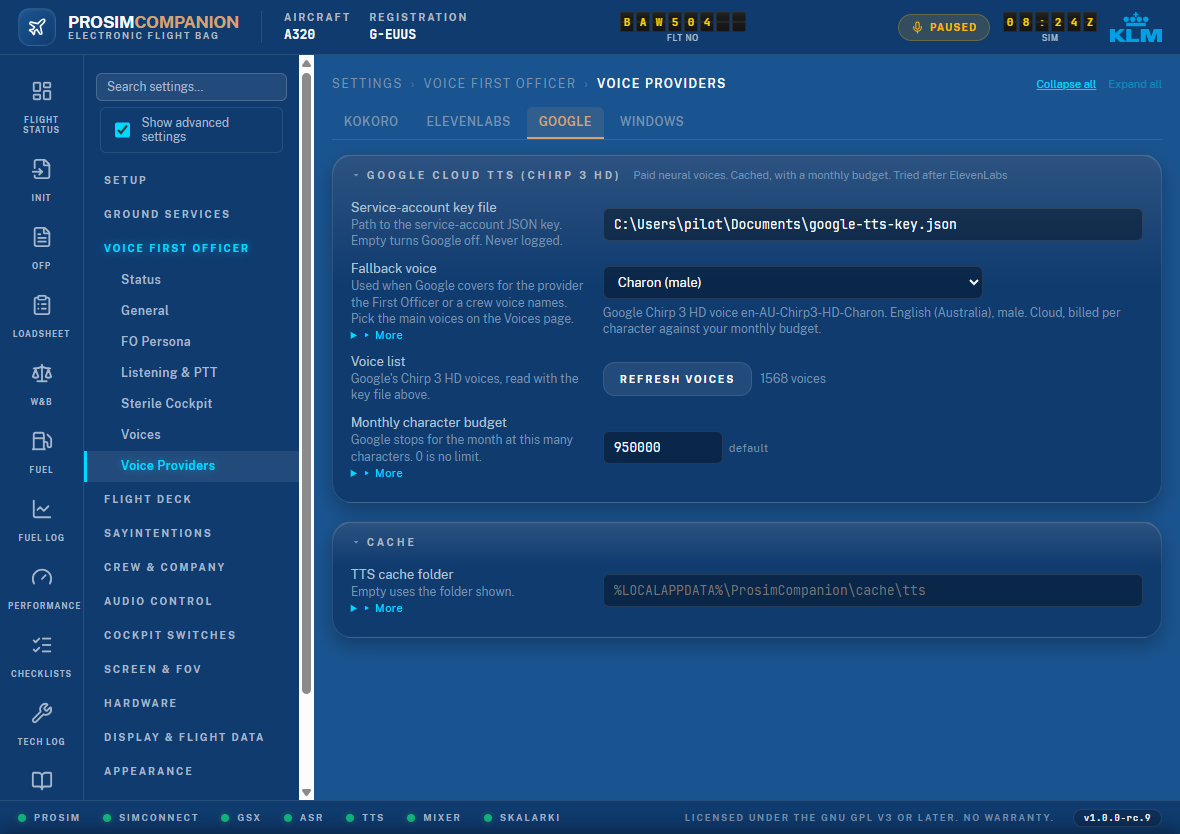 PROSIMCOMPANION
ELECTRONIC FLIGHT BAG
AIRCRAFT
A320
REGISTRATION
G-EUUS
BAW504
FLT NO
PAUSED
08:24Z
SIM
KLM
FLIGHT STATUS
INIT
OFP
LOADSHEET
W&B
FUEL
FUEL LOG
PERFORMANCE
CHECKLISTS
TECH LOG
Search settings...
Show advanced
settings
SETUP
GROUND SERVICES
VOICE FIRST OFFICER
Status
General
FO Persona
Listening & PTT
Sterile Cockpit
Voices
Voice Providers
FLIGHT DECK
SAYINTENTIONS
CREW & COMPANY
AUDIO CONTROL
COCKPIT SWITCHES
SCREEN & FOV
HARDWARE
DISPLAY & FLIGHT DATA
APPEARANCE
SETTINGS › VOICE FIRST OFFICER › VOICE PROVIDERS
Collapse all Expand all
KOKORO ELEVENLABS GOOGLE WINDOWS
GOOGLE CLOUD TTS (CHIRP 3 HD) Paid neural voices. Cached, with a monthly budget. Tried after ElevenLabs
Service-account key file
Path to the service-account JSON key.
Empty turns Google off. Never logged.
C:\Users\pilot\Documents\google-tts-key.json
Fallback voice
Used when Google covers for the provider
the First Officer or a crew voice names.
Pick the main voices on the Voices page.
More
Charon (male)
Google Chirp 3 HD voice en-AU-Chirp3-HD-Charon. English (Australia), male. Cloud, billed per
character against your monthly budget.
Voice list
Google's Chirp 3 HD voices, read with the
key file above.
REFRESH VOICES 1568 voices
Monthly character budget
Google stops for the month at this many
characters. 0 is no limit.
More
950000 default
CACHE
TTS cache folder
Empty uses the folder shown.
More
%LOCALAPPDATA%\ProsimCompanion\cache\tts
PROSIM SIMCONNECT GSX ASR TTS MIXER SKALARKI
LICENSED UNDER THE GNU GPL V3 OR LATER. NO WARRANTY.
v1.0.0-rc.9